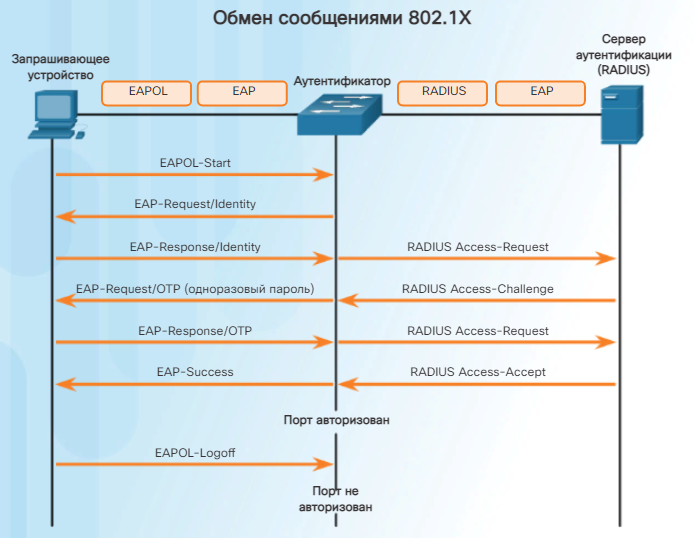 Обмен сообщениями 802.1X
Запрашивающее
устройство
Аутентификатор
Сервер
аутентификации
(RADIUS)
EAPOL
EAP
RADIUS
EAP
EAPOL-Start
EAP-Request/Identity
EAP-Response/Identity
RADIUS Access-Request
EAP-Request/OTP (одноразовый пароль)
RADIUS Access-Challenge
EAP-Response/OTP
RADIUS Access-Request
EAP-Success
RADIUS Access-Accept
Порт авторизован
EAPOL-Logoff
Порт не
авторизован